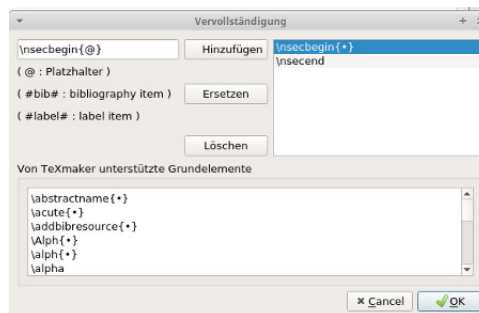 Vervollständigung
\nsecbegin{@}
Hinzufügen
\nsecbegin{•}
\nsecend
( @ : Platzhalter )
( #bib# : bibliography item )
Ersetzen
( #label# : label item )
Löschen
Von TeXmaker unterstützte Grundelemente
\abstractname{•}
\acute{•}
\addbibresource{•}
\Alph{•}
\alph{•}
\alpha
Cancel
OK